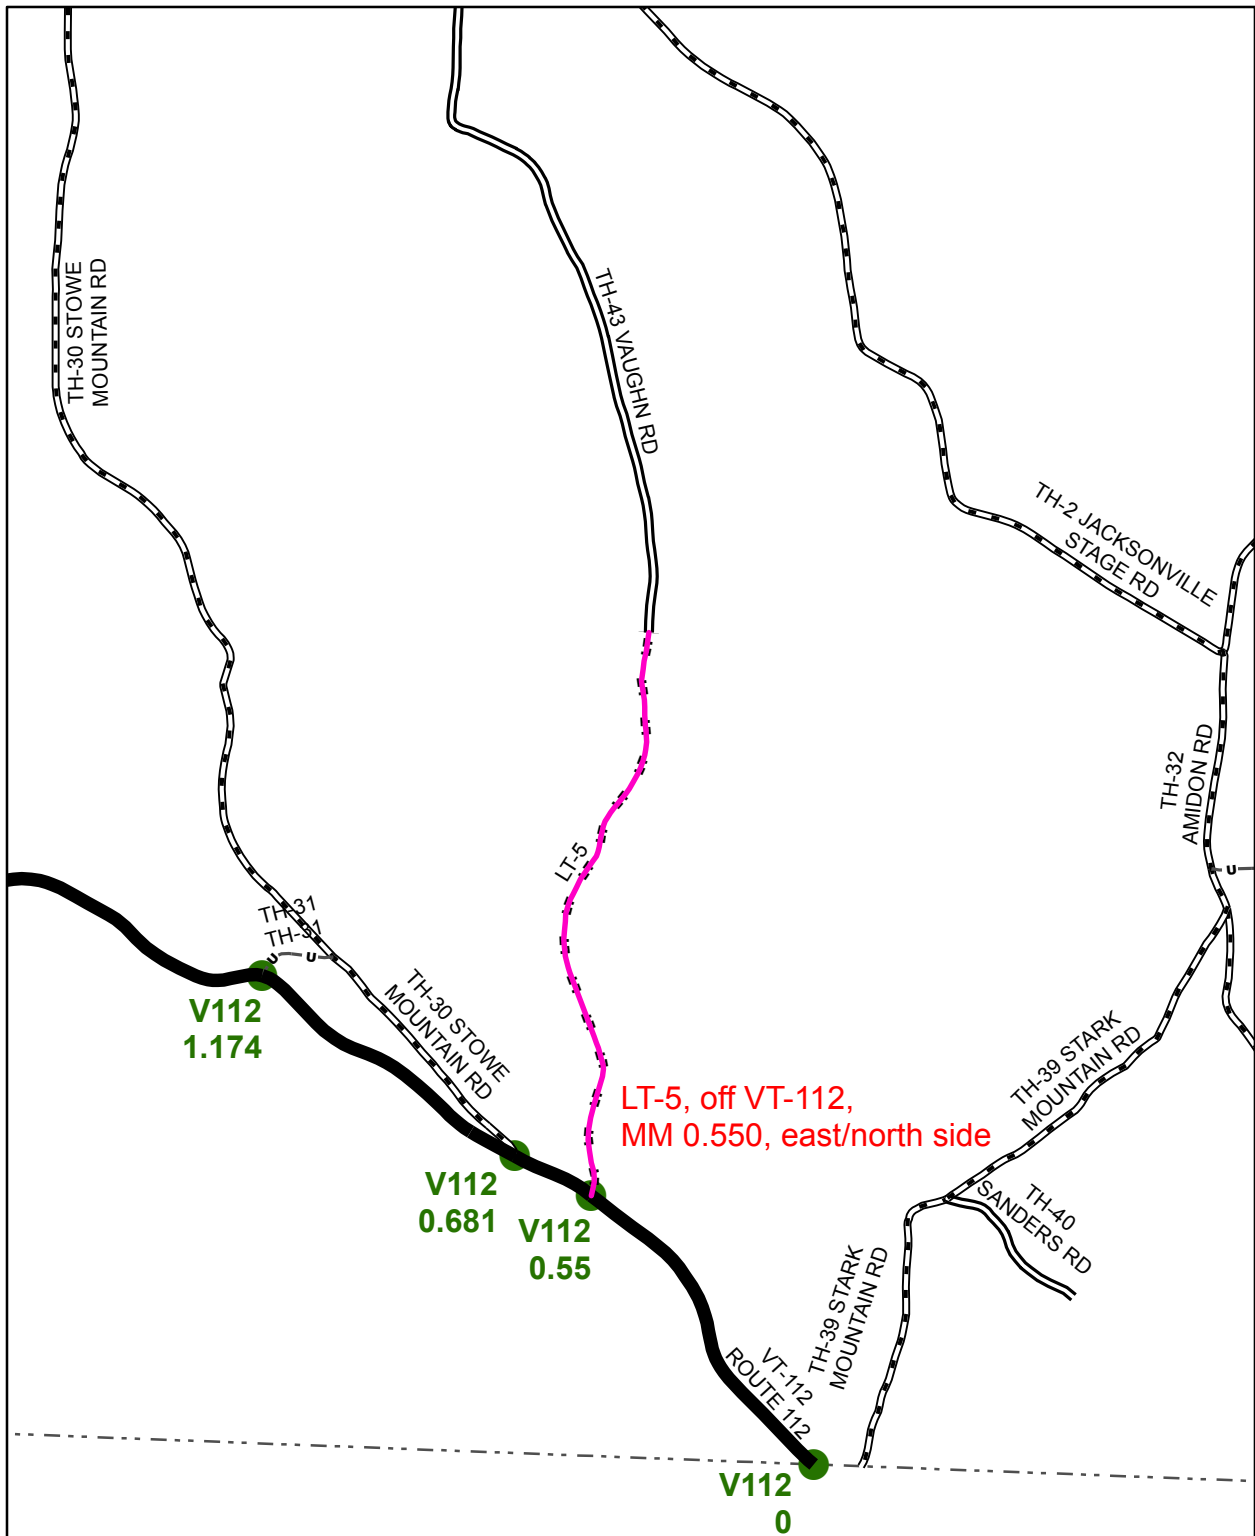 TH-30 STOWE
MOUNTAIN RD
TH-43 VAUGHN RD
TH-2 JACKSONVILLE
STAGE RD
TH-32
AMIDON RD
U
LT-5
TH-31
TH-31
U
U
V112
1.174
TH-30 STOWE
MOUNTAIN RD
TH-39 STARK
MOUNTAIN RD
LT-5, off VT-112,
MM 0.550, east/north side
V112
0.681
V112
0.55
TH-40
SANDERS RD
TH-39 STARK
MOUNTAIN RD
VT-112
ROUTE 112
V112
0